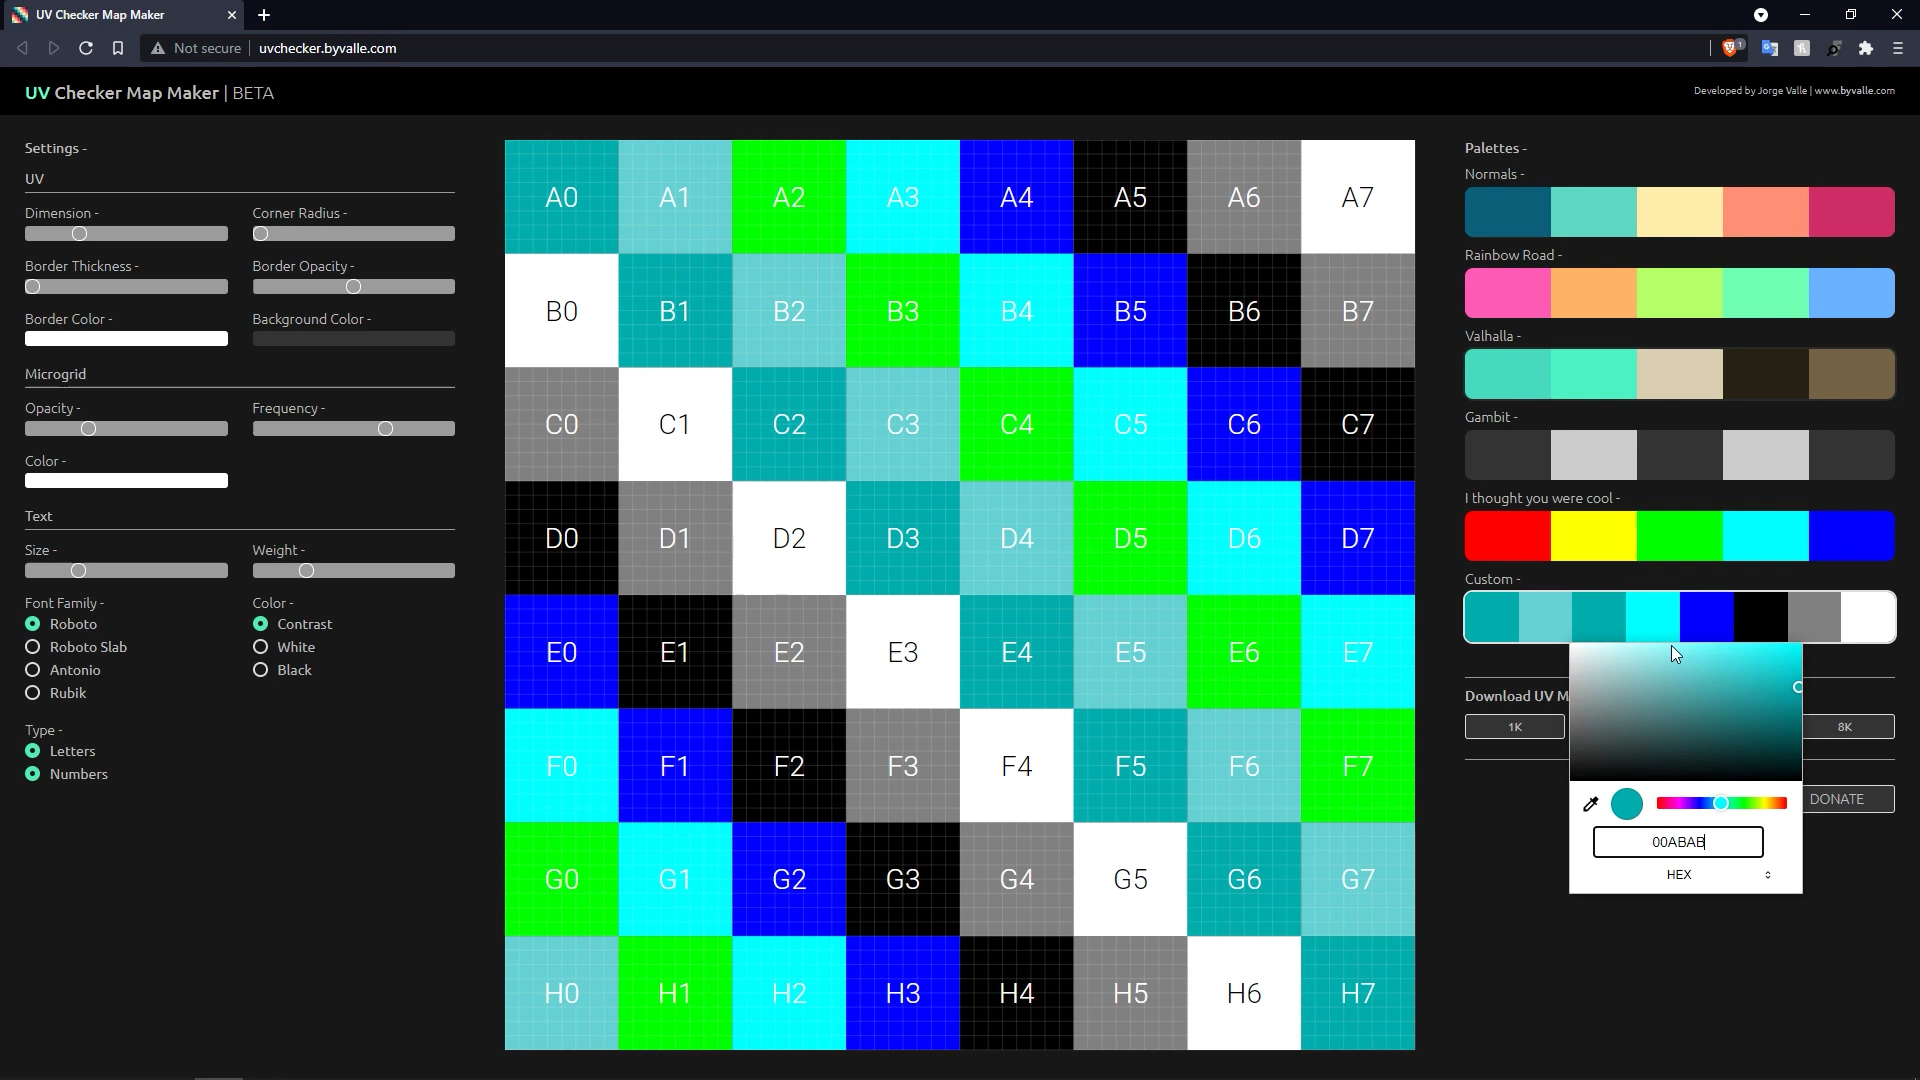 UV Checker Map Maker
Not secure
uvchecker.byvalle.com
1
UV Checker Map Maker | BETA
Developed by Jorge Valle | www.byvalle.com
Settings -
UV
Dimension -
Corner Radius -
Border Thickness -
Border Opacity -
Border Color -
Background Color -
Microgrid
Opacity -
Frequency -
Color -
Text
Size -
Weight -
Font Family -
Color -
Roboto
Contrast
Roboto Slab
White
Antonio
Black
Rubik
Type -
Letters
Numbers
A0 A1 A2 A3 A4 A5 A6 A7
B0 B1 B2 B3 B4 B5 B6 B7
C0 C1 C2 C3 C4 C5 C6 C7
D0 D1 D2 D3 D4 D5 D6 D7
E0 E1 E2 E3 E4 E5 E6 E7
F0 F1 F2 F3 F4 F5 F6 F7
G0 G1 G2 G3 G4 G5 G6 G7
H0 H1 H2 H3 H4 H5 H6 H7
Palettes -
Normals -
Rainbow Road -
Valhalla -
Gambit -
I thought you were cool -
Custom -
Download UV M
1K
8K
DONATE
00ABAB
HEX